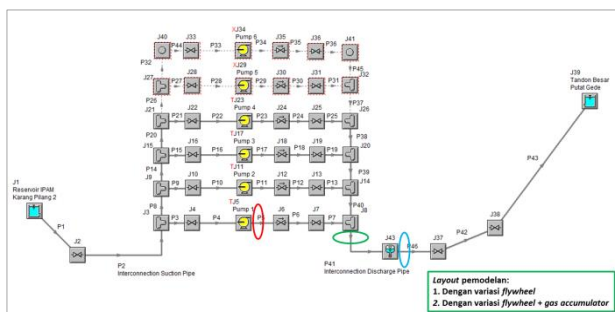 J40
J33
XJ34
Pump 6
J35
J36
J41
P44
P33
P34
P35
P36
P32
P45
J27
J28
XJ29
Pump 5
J30
J31
J32
P27
P28
P29
P30
P31
P26
P37
J21
J22
TJ23
Pump 4
J24
J25
J26
P21
P22
P23
P24
P25
P20
P38
J15
J16
TJ17
Pump 3
J18
J19
J20
P15
P16
P17
P18
P19
P14
P39
J9
J10
TJ11
Pump 2
J12
J13
J14
P9
P10
P11
P12
P13
P8
P40
J3
J4
TJ5
Pump 1
J6
J7
J8
P3
P4
P6
P7
J1
Reservoir IPAM
Karang Pilang 2
P1
J2
P2
Interconnection Suction Pipe
P41
Interconnection Discharge Pipe
J43
P46
J37
P42
J38
P43
J39
Tandon Besar
Putat Gede
Layout pemodelan:
1. Dengan variasi flywheel
2. Dengan variasi flywheel + gas accumulator